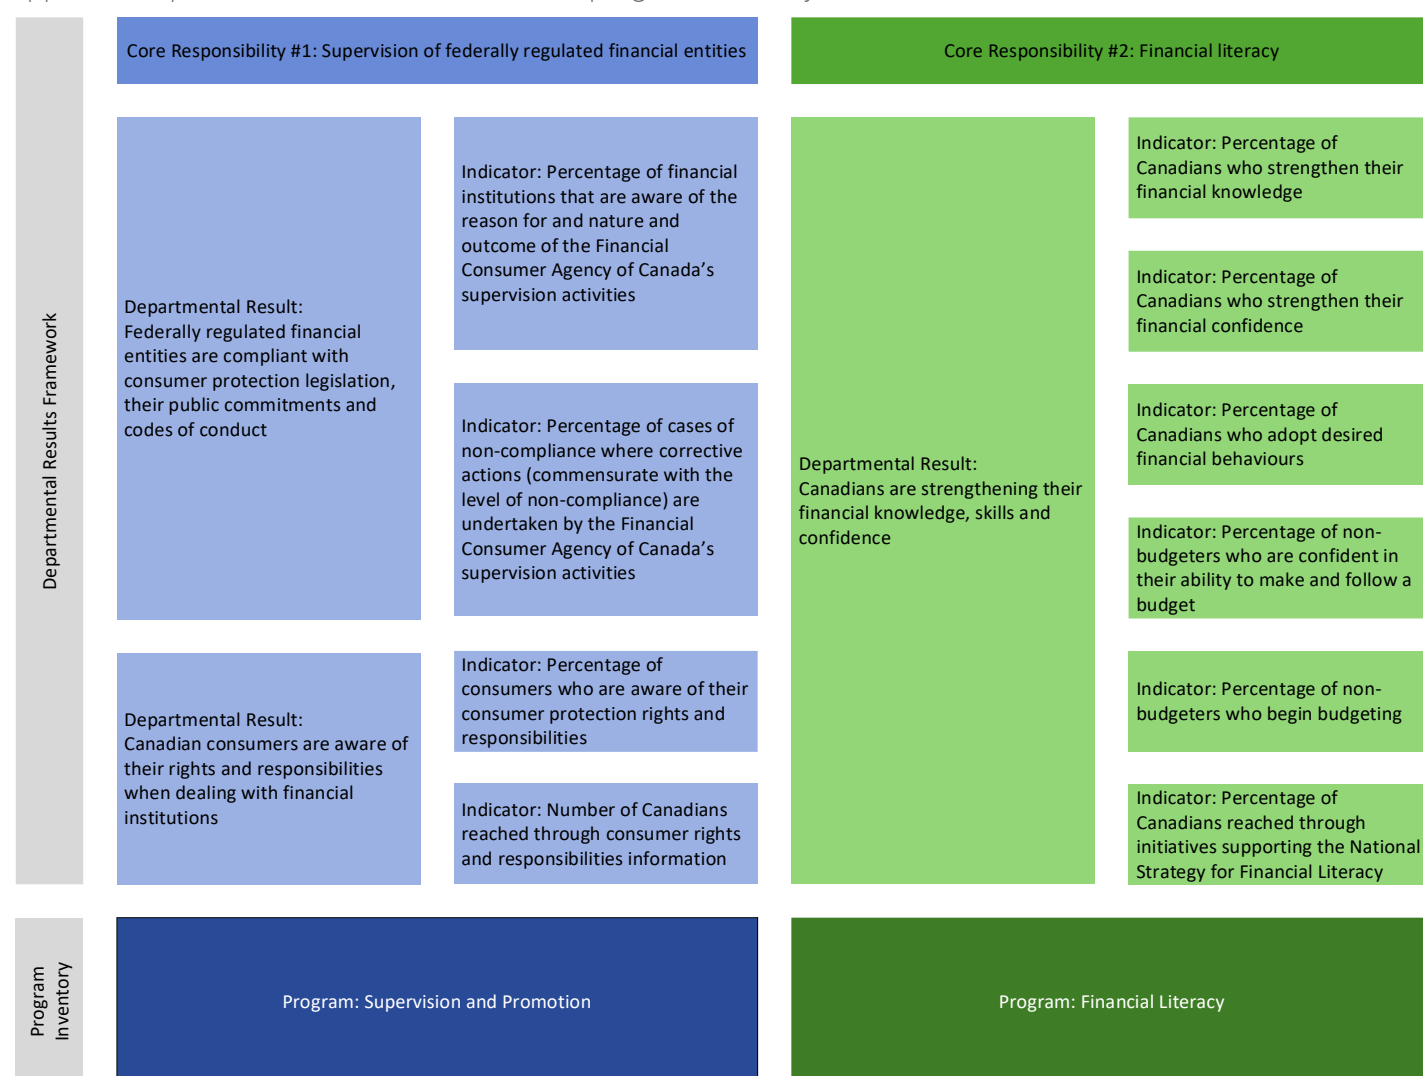 Core Responsibility #1: Supervision of federally regulated financial entities
Core Responsibility #2: Financial literacy
Departmental Results Framework
Departmental Result:
Federally regulated financial
entities are compliant with
consumer protection legislation,
their public commitments and
codes of conduct
Indicator: Percentage of financial
institutions that are aware of the
reason for and nature and
outcome of the Financial
Consumer Agency of Canada’s
supervision activities
Indicator: Percentage of cases of
non-compliance where corrective
actions (commensurate with the
level of non-compliance) are
undertaken by the Financial
Consumer Agency of Canada’s
supervision activities
Departmental Result:
Canadian consumers are aware of
their rights and responsibilities
when dealing with financial
institutions
Indicator: Percentage of
consumers who are aware of their
consumer protection rights and
responsibilities
Indicator: Number of Canadians
reached through consumer rights
and responsibilities information
Departmental Result:
Canadians are strengthening their
financial knowledge, skills and
confidence
Indicator: Percentage of
Canadians who strengthen their
financial knowledge
Indicator: Percentage of
Canadians who strengthen their
financial confidence
Indicator: Percentage of
Canadians who adopt desired
financial behaviours
Indicator: Percentage of non-
budgeters who are confident in
their ability to make and follow a
budget
Indicator: Percentage of non-
budgeters who begin budgeting
Indicator: Percentage of
Canadians reached through
initiatives supporting the National
Strategy for Financial Literacy
Program
Inventory
Program: Supervision and Promotion
Program: Financial Literacy